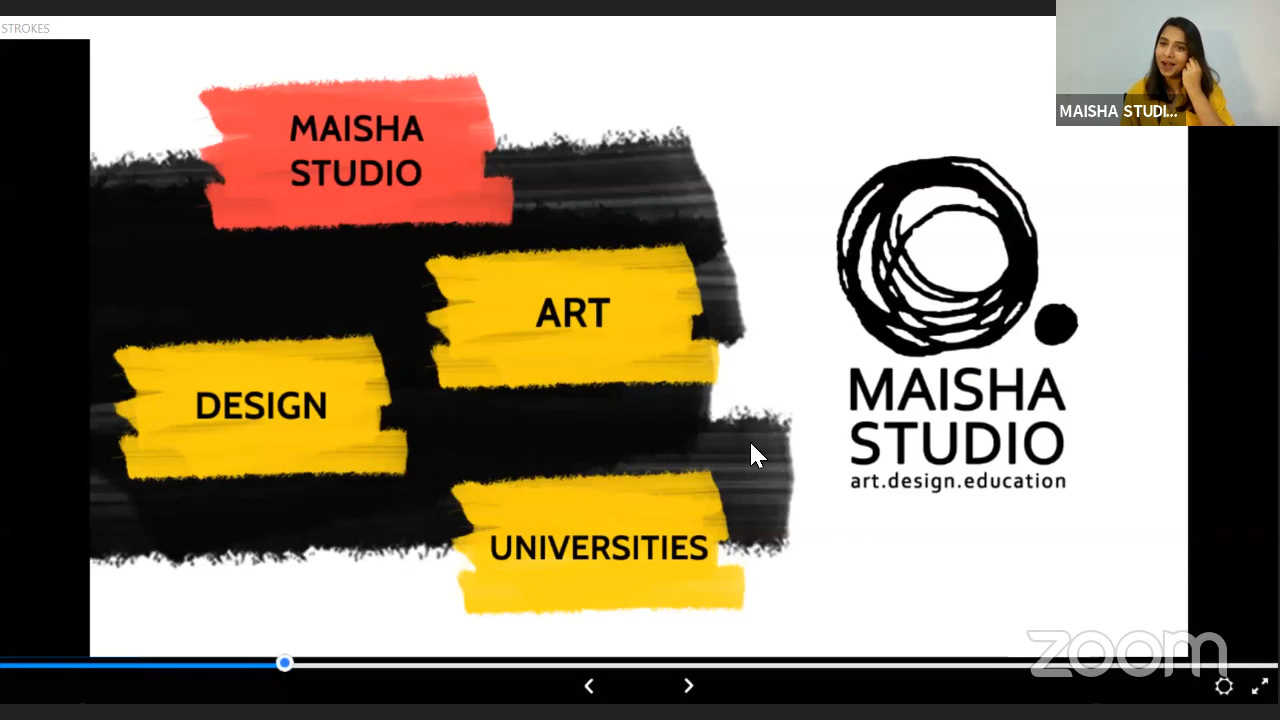 STROKES
MAISHA STUDI...
MAISHA
STUDIO
ART
DESIGN
UNIVERSITIES
MAISHA
STUDIO
art.design.education
zoom